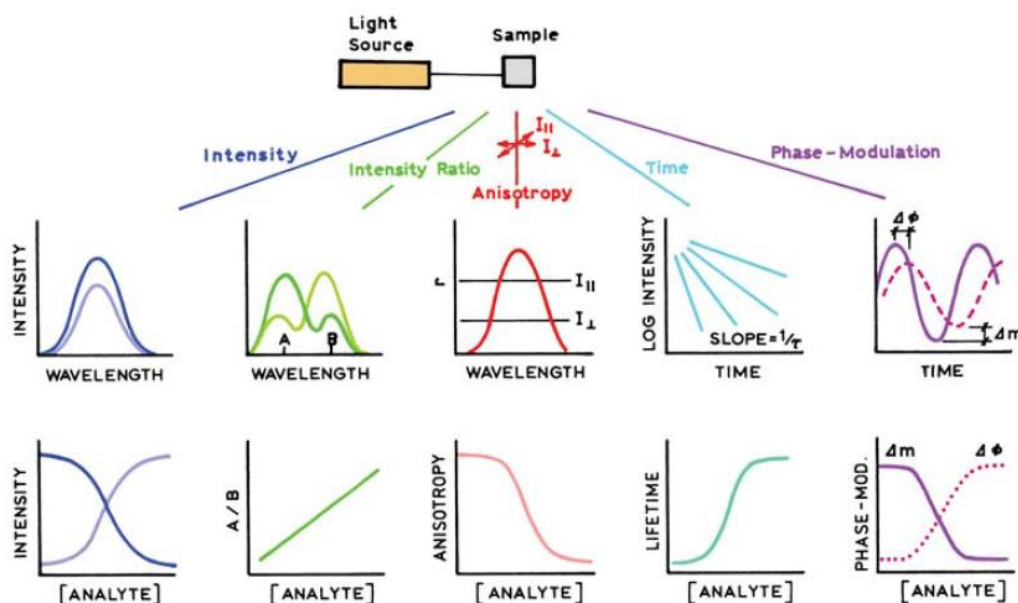 Light
Source
Sample
Intensity
Intensity Ratio
I||
I⊥
Anisotropy
Time
Phase-Modulation
INTENSITY
WAVELENGTH
A
B
WAVELENGTH
r
I||
I⊥
WAVELENGTH
LOG INTENSITY
SLOPE=1/τ
TIME
Δ ϕ
Δm
TIME
INTENSITY
[ANALYTE]
A/B
[ANALYTE]
ANISOTROPY
[ANALYTE]
LIFETIME
[ANALYTE]
PHASE-MOD.
Δm
Δϕ
[ANALYTE]